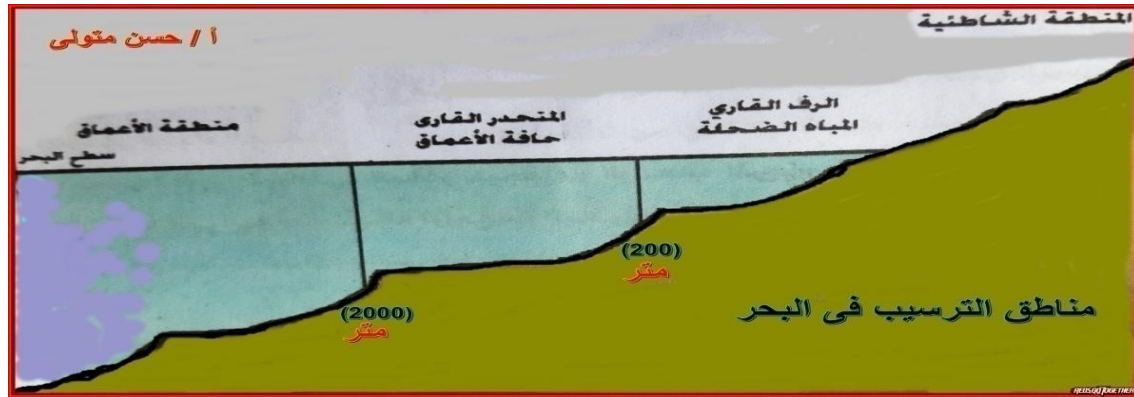 المنطقة الشاطئية
أ / حسن متولى
الرف القاري
المياه الضحلة
المنحدر القارى
حافة الأعماق
منطقة الأعماق
سطح البحر
(200)
متر
(2000)
متر
مناطق الترسيب فى البحر